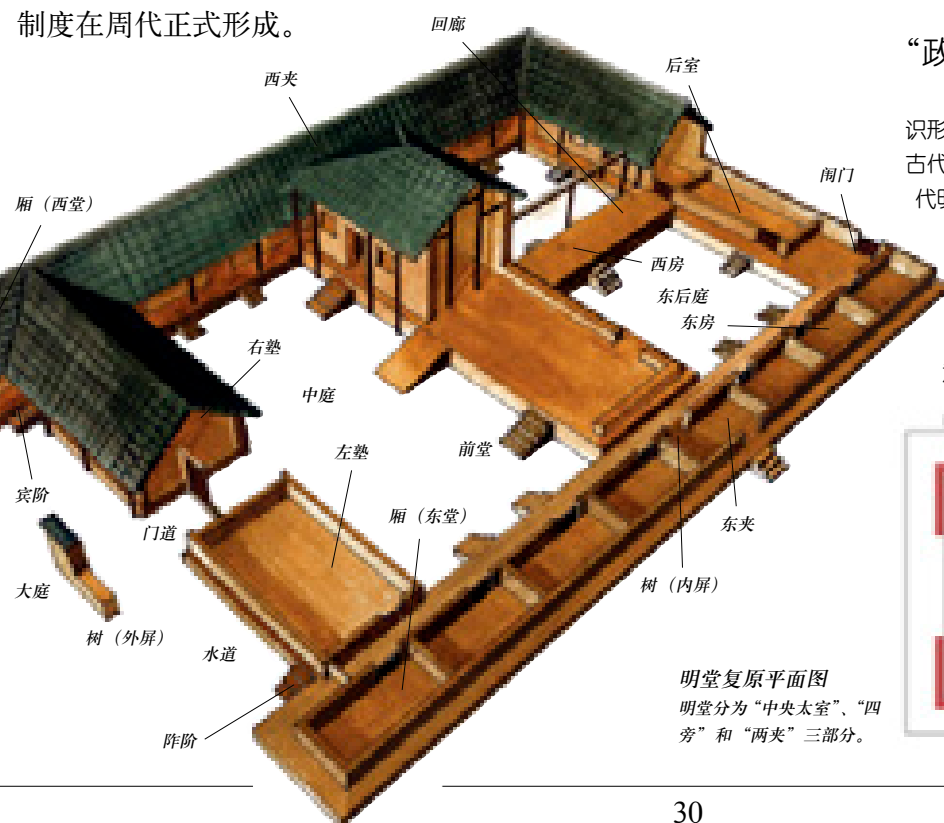 制度在周代正式形成。
回廊
西夹
后室
厢（西堂）
闱门
西房
东后庭
东房
右塾
中庭
左塾
前堂
宾阶
厢（东堂）
门道
东夹
大庭
树（内屏）
树（外屏）
水道
阼阶
明堂复原平面图
明堂分为“中央太室”、“四
旁”和“两夹”三部分。
“政
识形
古代
30